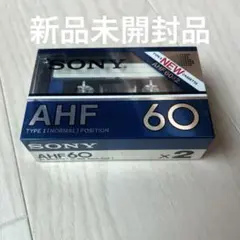 新品未開封品
SONY
NEW
AHF 60
TYPE I (NORMAL) POSITION
SONY
AHF60
×2